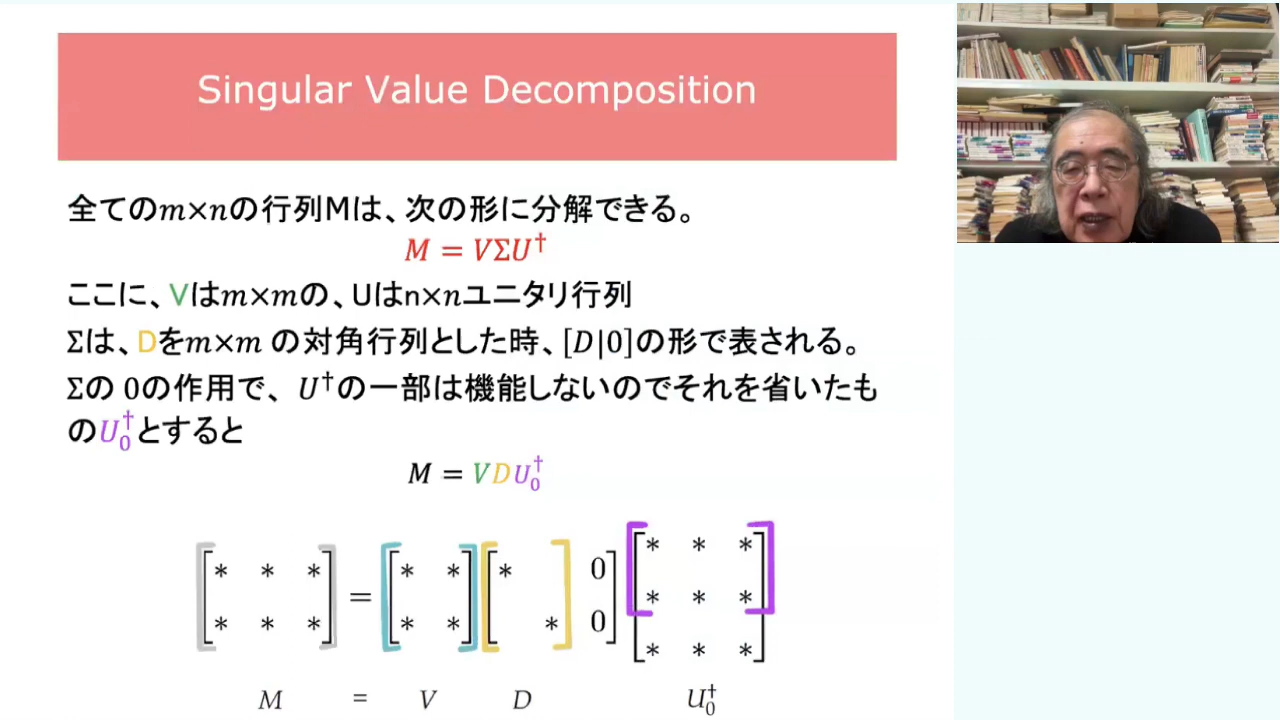 Singular Value Decomposition
全ての𝑚×𝑛の行列Mは、次の形に分解できる。
𝑀 = 𝑉Σ𝑈†
ここに、Vは𝑚×𝑚の、Uはn×𝑛ユニタリ行列
Σは、Dを𝑚×𝑚 の対角行列とした時、[𝐷|0]の形で表される。
Σの 0の作用で、 𝑈†の一部は機能しないのでそれを省いたも
の𝑈₀†とすると
𝑀 = 𝑉𝐷𝑈₀†
[* * *] = [* *] [* 0] [* * *]
[* * *] [* *] [* 0] [* * *]
[* * *]
M = V D U₀†